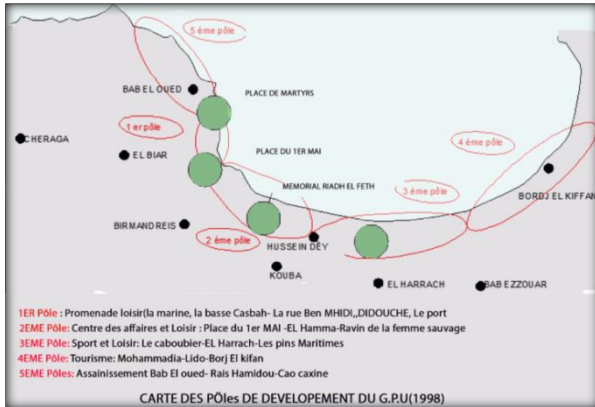 5 éme pôle
BAB EL OUED
PLACE DE MARTYRS
1 er pôle
CHERAGA
EL BIAR
PLACE DU 1ER MAI
4 éme pôle
MEMORIAL RIADH EL FETH
3 éme pôle
BORDJ EL KIFFAN
BIRMANDREIS
2 éme pôle
HUSSEIN DEY
KOUBA
EL HARRACH
BAB EZZOUAR
1ER Pôle : Promenade loisir(la marine, la basse Casbah- La rue Ben MHIDI,,DIDOUCHE, Le port
2EME Pôle: Centre des affaires et Loisir : Place du 1er MAI -EL Hamma-Ravin de la femme sauvage
3EME Pôle: Sport et Loisir: Le caboubier-EL Harrach-Les pins Maritimes
4EME Pôle: Tourisme: Mohammadia-Lido-Borj El kifan
5EME Pôles: Assainissement Bab El oued- Rais Hamidou-Cao caxine
CARTE DES PÔles DE DEVELOPEMENT DU G.P.U(1998)